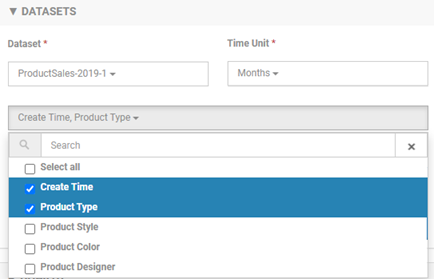 ▼ DATASETS
Dataset * Time Unit *
ProductSales-2019-1 Months
Create Time, Product Type
Search
Select all
Create Time
Product Type
Product Style
Product Color
Product Designer